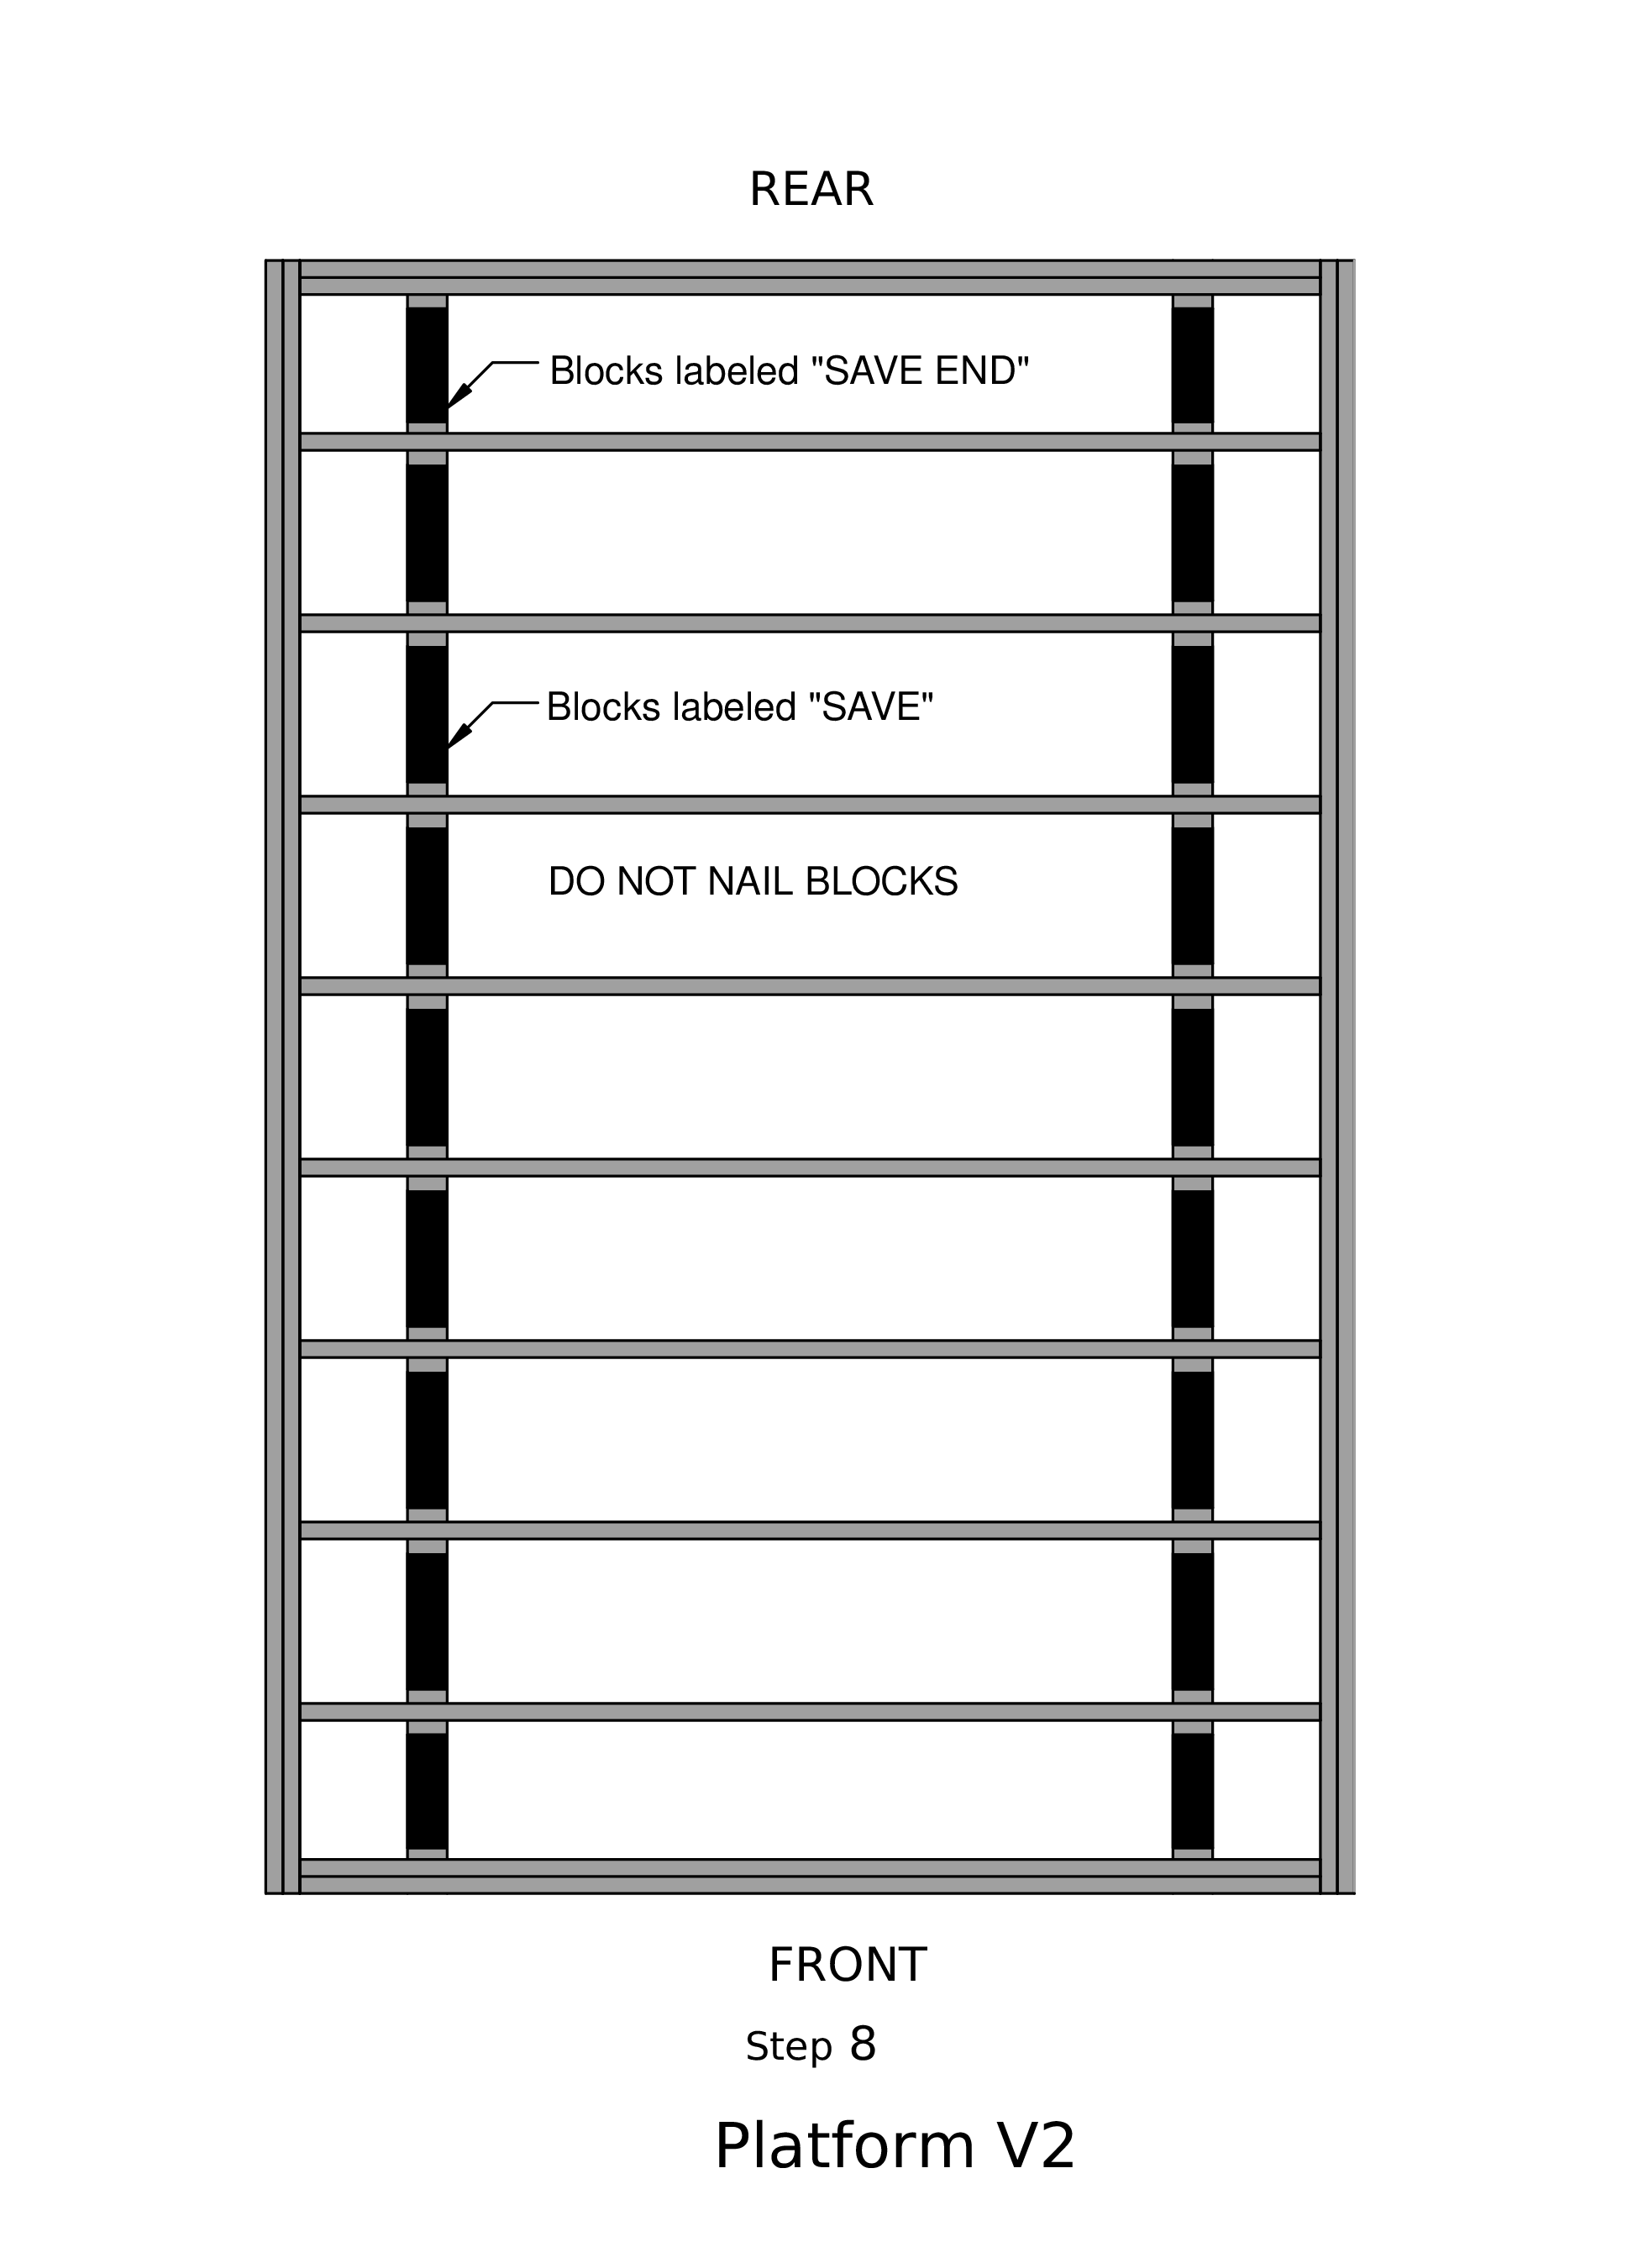 REAR
Blocks labeled "SAVE END"
Blocks labeled "SAVE"
DO NOT NAIL BLOCKS
FRONT
Step 8
Platform V2